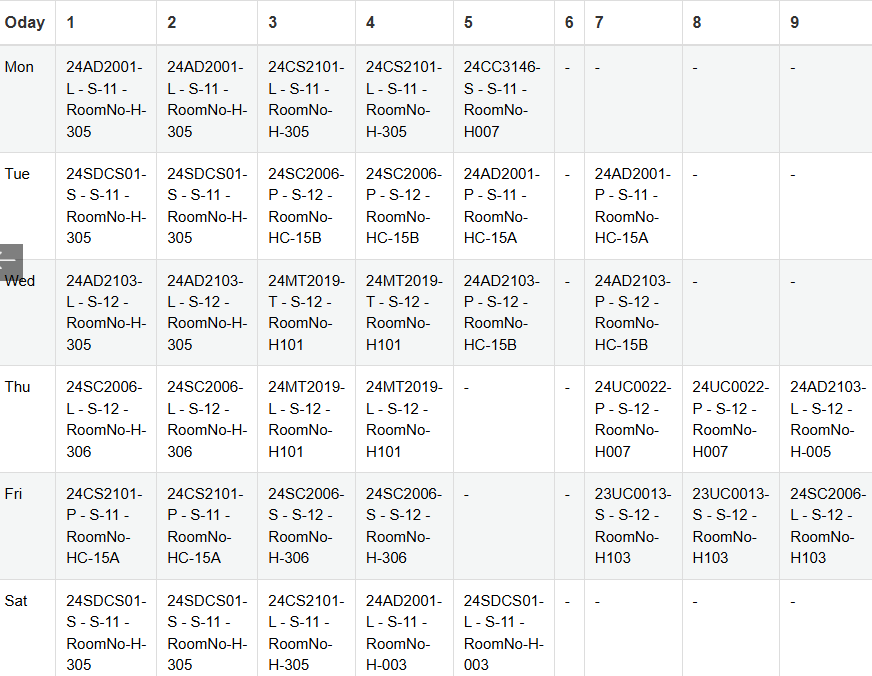 Oday 1 2 3 4 5 6 7 8 9
Mon 24AD2001- 24AD2001- 24CS2101- 24CS2101- 24CC3146- - - - -
L - S-11 - L - S-11 - L - S-11 - L - S-11 - S - S-11 -
RoomNo-H- RoomNo-H- RoomNo- RoomNo- RoomNo-
305 305 H-305 H-305 H007
Tue 24SDCS01- 24SDCS01- 24SC2006- 24SC2006- 24AD2001- - 24AD2001- - -
S - S-11 - S - S-11 - P - S-12 - P - S-12 - P - S-11 - P - S-11 -
RoomNo-H- RoomNo-H- RoomNo- RoomNo- RoomNo- RoomNo-
305 305 HC-15B HC-15B HC-15A HC-15A
Wed 24AD2103- 24AD2103- 24MT2019- 24MT2019- 24AD2103- - 24AD2103- - -
L - S-12 - L - S-12 - T - S-12 - T - S-12 - P - S-12 - P - S-12 -
RoomNo-H- RoomNo-H- RoomNo- RoomNo- RoomNo- RoomNo-
305 305 H101 H101 HC-15B HC-15B
Thu 24SC2006- 24SC2006- 24MT2019- 24MT2019- - - 24UC0022- 24UC0022- 24AD2103-
L - S-12 - L - S-12 - L - S-12 - L - S-12 - P - S-12 - P - S-12 - L - S-12 -
RoomNo-H- RoomNo-H- RoomNo- RoomNo- RoomNo- RoomNo- RoomNo-
306 306 H101 H101 H007 H007 H-005
Fri 24CS2101- 24CS2101- 24SC2006- 24SC2006- - - 23UC0013- 23UC0013- 24SC2006-
P - S-11 - P - S-11 - S - S-12 - S - S-12 - S - S-12 - S - S-12 - L - S-12 -
RoomNo- RoomNo- RoomNo- RoomNo- RoomNo- RoomNo- RoomNo-
HC-15A HC-15A H-306 H-306 H103 H103 H103
Sat 24SDCS01- 24SDCS01- 24CS2101- 24AD2001- 24SDCS01- - - - -
S - S-11 - S - S-11 - L - S-11 - L - S-11 - L - S-11 -
RoomNo-H- RoomNo-H- RoomNo- RoomNo- RoomNo-H-
305 305 H-305 H-003 003